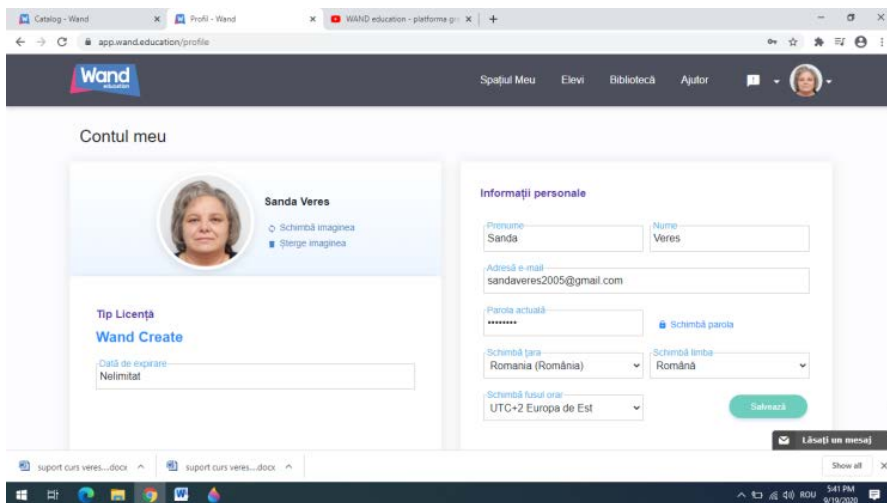 Catalog - Wand
Profil - Wand
WAND education - platforma gr
app.wand.education/profile
Wand
education
Spațiul Meu Elevi Bibliotecă Ajutor
Contul meu
Sanda Veres
Schimbă imaginea
Șterge imaginea
Tip Licență
Wand Create
Dată de expirare
Nelimitat
Informații personale
Prenume
Sanda
Nume
Veres
Adresă e-mail
sandaveres2005@gmail.com
Parola actuală
••••••••
Schimbă parola
Schimbă țara
Romania (România)
Schimbă limba
Română
Schimbă fusul orar
UTC+2 Europa de Est
Salvează
Lăsați un mesaj
suport curs veres....docx
suport curs veres....docx
Show all
ROU
5:41 PM
9/19/2020